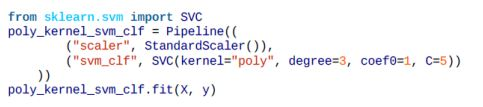 from sklearn.svm import SVC
poly_kernel_svm_clf = Pipeline((
("scaler", StandardScaler()),
("svm_clf", SVC(kernel="poly", degree=3, coef0=1, C=5))
))
poly_kernel_svm_clf.fit(X, y)